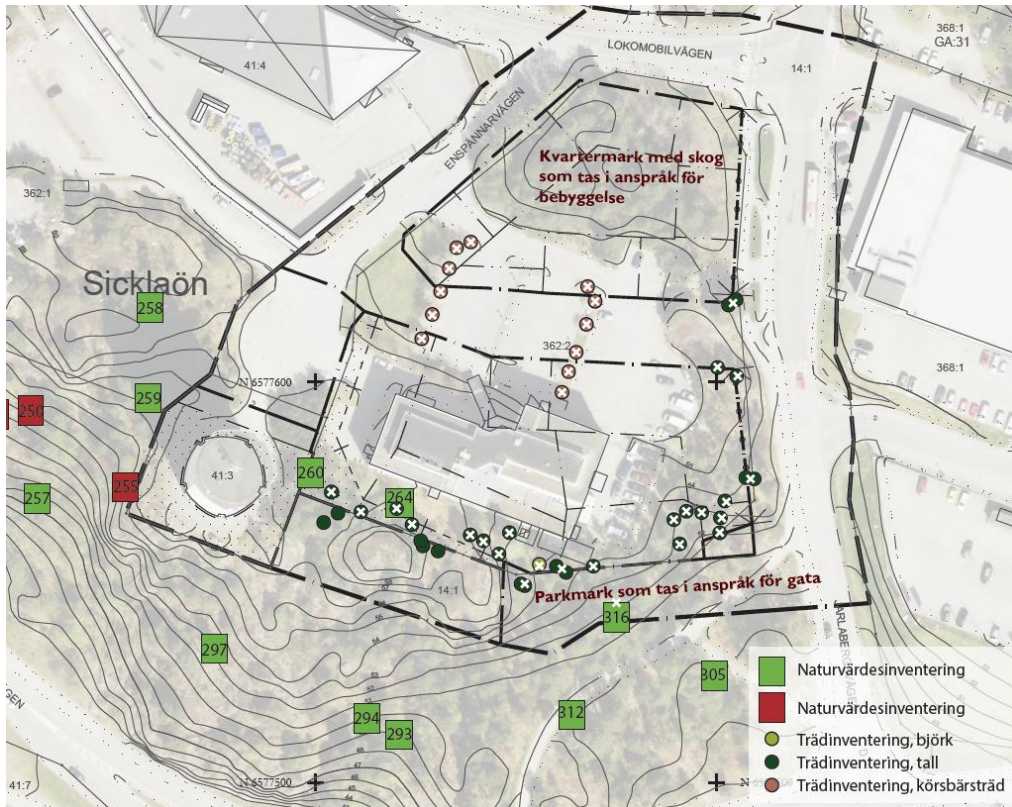 368:1
GA:31
LOKOMOBILVÄGEN
14:1
41:4
ENSPÄNNARVÄGEN
Kvartermark med skog
som tas i anspråk för
bebyggelse
362:1
Sicklaön
258
362:2
368:1
N 6577600
259
250
41:3
260
255
257
264
14:1
Parkmark som tas i anspråk för gata
316
297
305
294
312
293
VÄGEN
N 6577500
N
41:7
Naturvärdesinventering
Naturvärdesinventering
Trädinventering, björk
Trädinventering, tall
Trädinventering, körsbärsträd